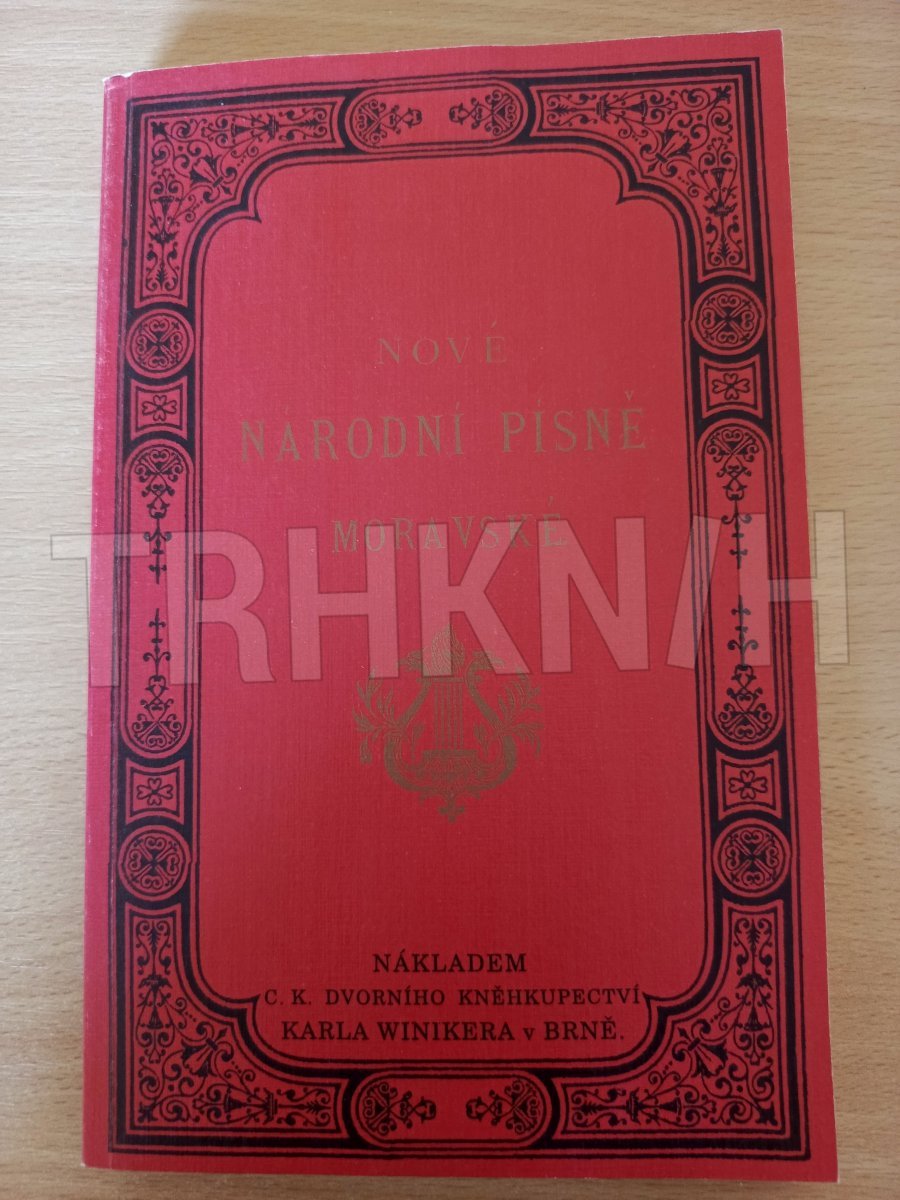 NOVÉ
NÁRODNÍ PÍSNĚ
MORAVSKÉ
TRHKNIH
NÁKLADEM
C. K. DVORNÍHO KNĚHKUPECTVÍ
KARLA WINIKERA v BRNĚ.